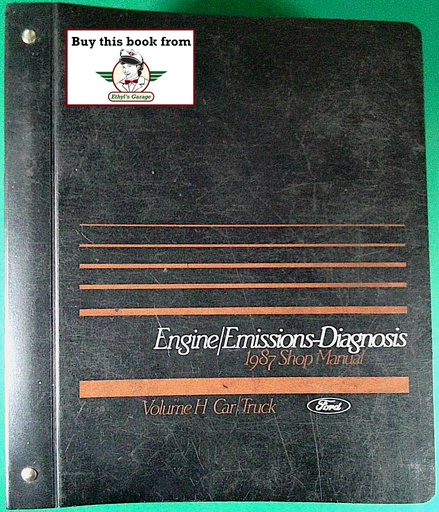 Buy this book from
Ethyl's Garage
Engine/Emissions-Diagnosis
1987 Shop Manual
Volume H Car/Truck
Ford